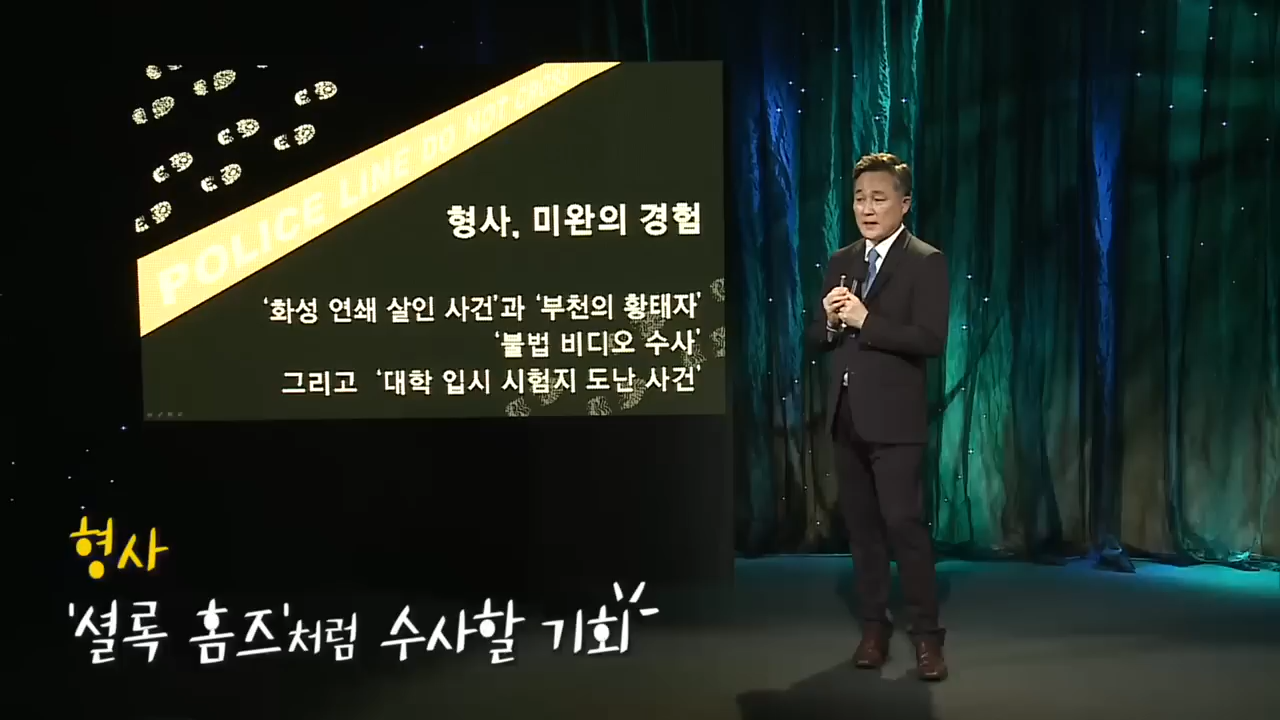 POLICE LINE DO NOT CROSS
형사, 미완의 경험
‘화성 연쇄 살인 사건’과 ‘부천의 황태자’
‘불법 비디오 수사’
그리고 ‘대학 입시 시험지 도난 사건’
형사
'셜록 홈즈'처럼 수사할 기회